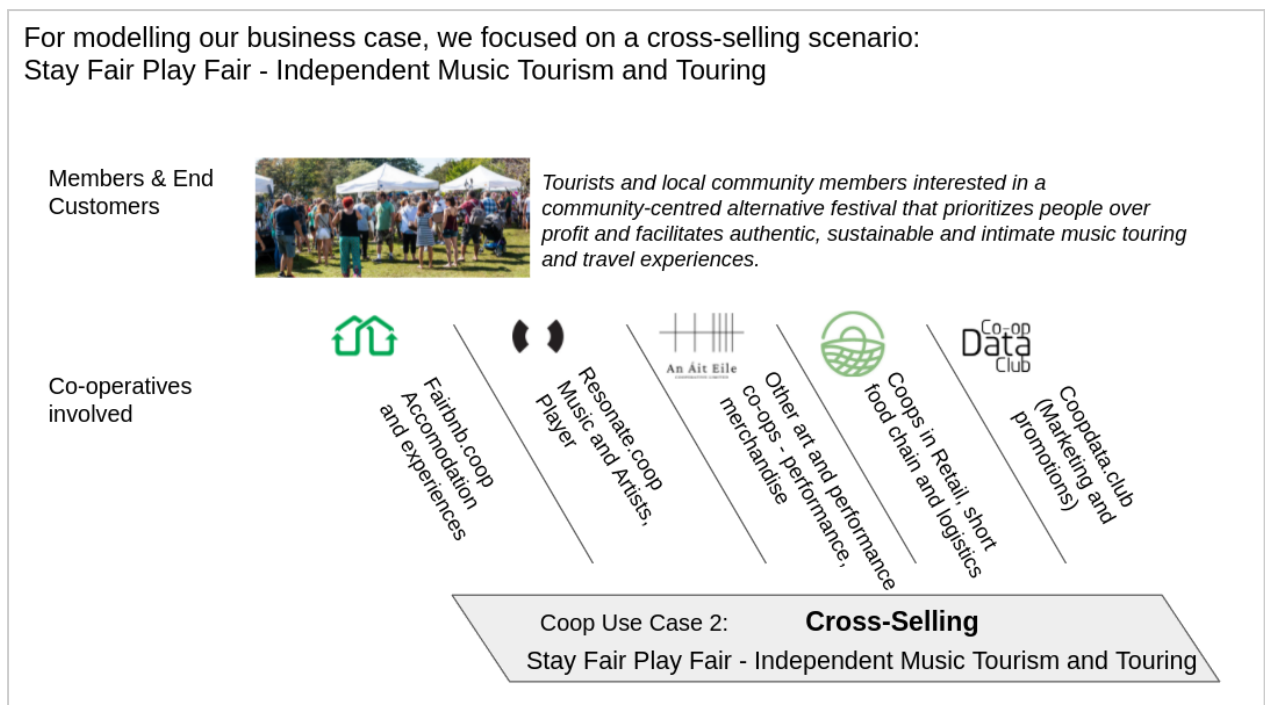 For modelling our business case, we focused on a cross-selling scenario:
Stay Fair Play Fair - Independent Music Tourism and Touring
Members & End
Customers
Tourists and local community members interested in a
community-centred alternative festival that prioritizes people over
profit and facilitates authentic, sustainable and intimate music touring
and travel experiences.
Co-operatives
involved
Fairbnb.coop
Accomodation
and experiences
Resonate.coop
Music and Artists,
Player
An Áit Eile
COOPERATIVE LIMITED
Other art and performance
co-ops - performance,
merchandise
Coops in Retail, short
food chain and logistics
Co-op
Data
Club
Coopdata.club
(Marketing and
promotions)
Coop Use Case 2: Cross-Selling
Stay Fair Play Fair - Independent Music Tourism and Touring